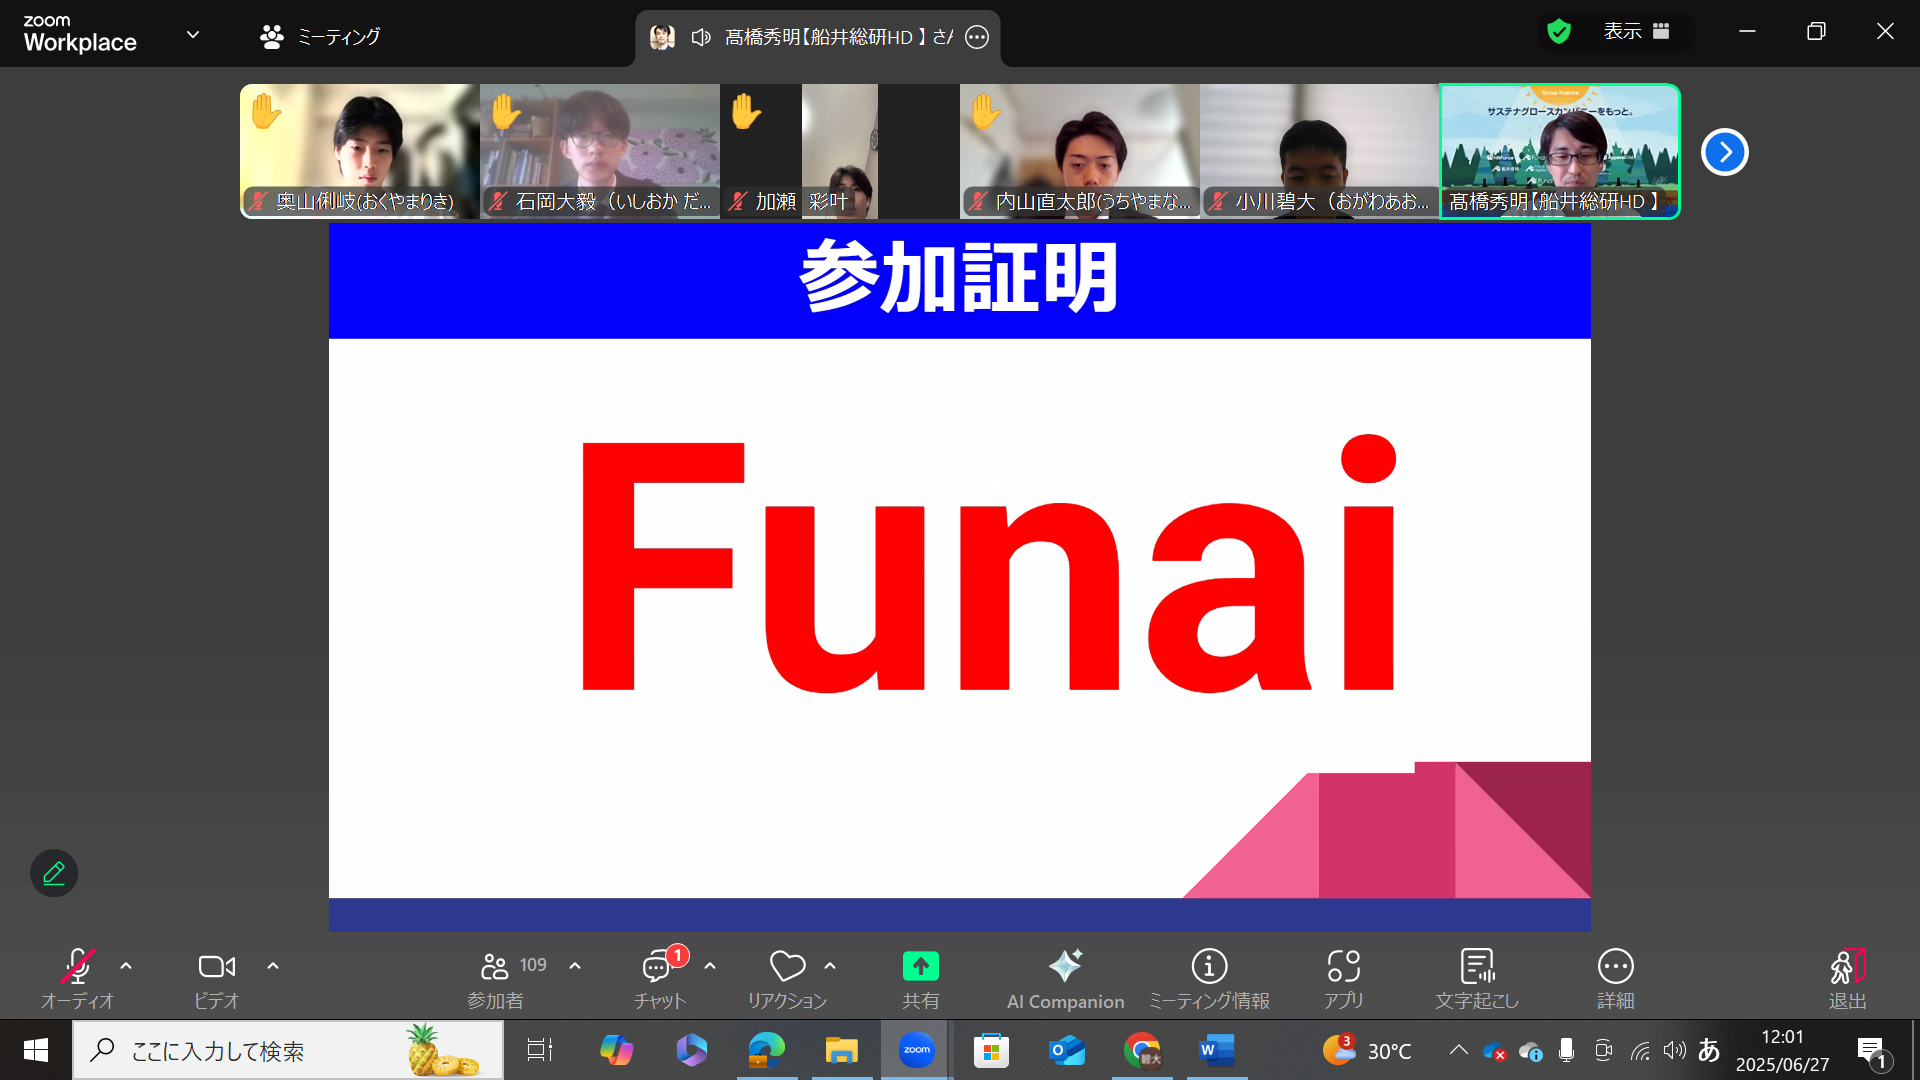 zoom
Workplace
ミーティング
髙橋秀明【船井総研HD 】
表示
Group Purpose
サステナグロースカンパニーをもっと。
奥山俐岐(おくやまりき)
石岡大毅（いしおか だ...
加瀬 彩叶
内山直太郎(うちやまな...
小川碧大（おがわあお...
髙橋秀明【船井総研HD 】
参加証明
Funai
オーディオ
ビデオ
109
参加者
1
チャット
リアクション
共有
AI Companion
ミーティング情報
アプリ
文字起こし
詳細
退出
ここに入力して検索
zoom
3
30°C
あ
12:01
2025/06/27
1